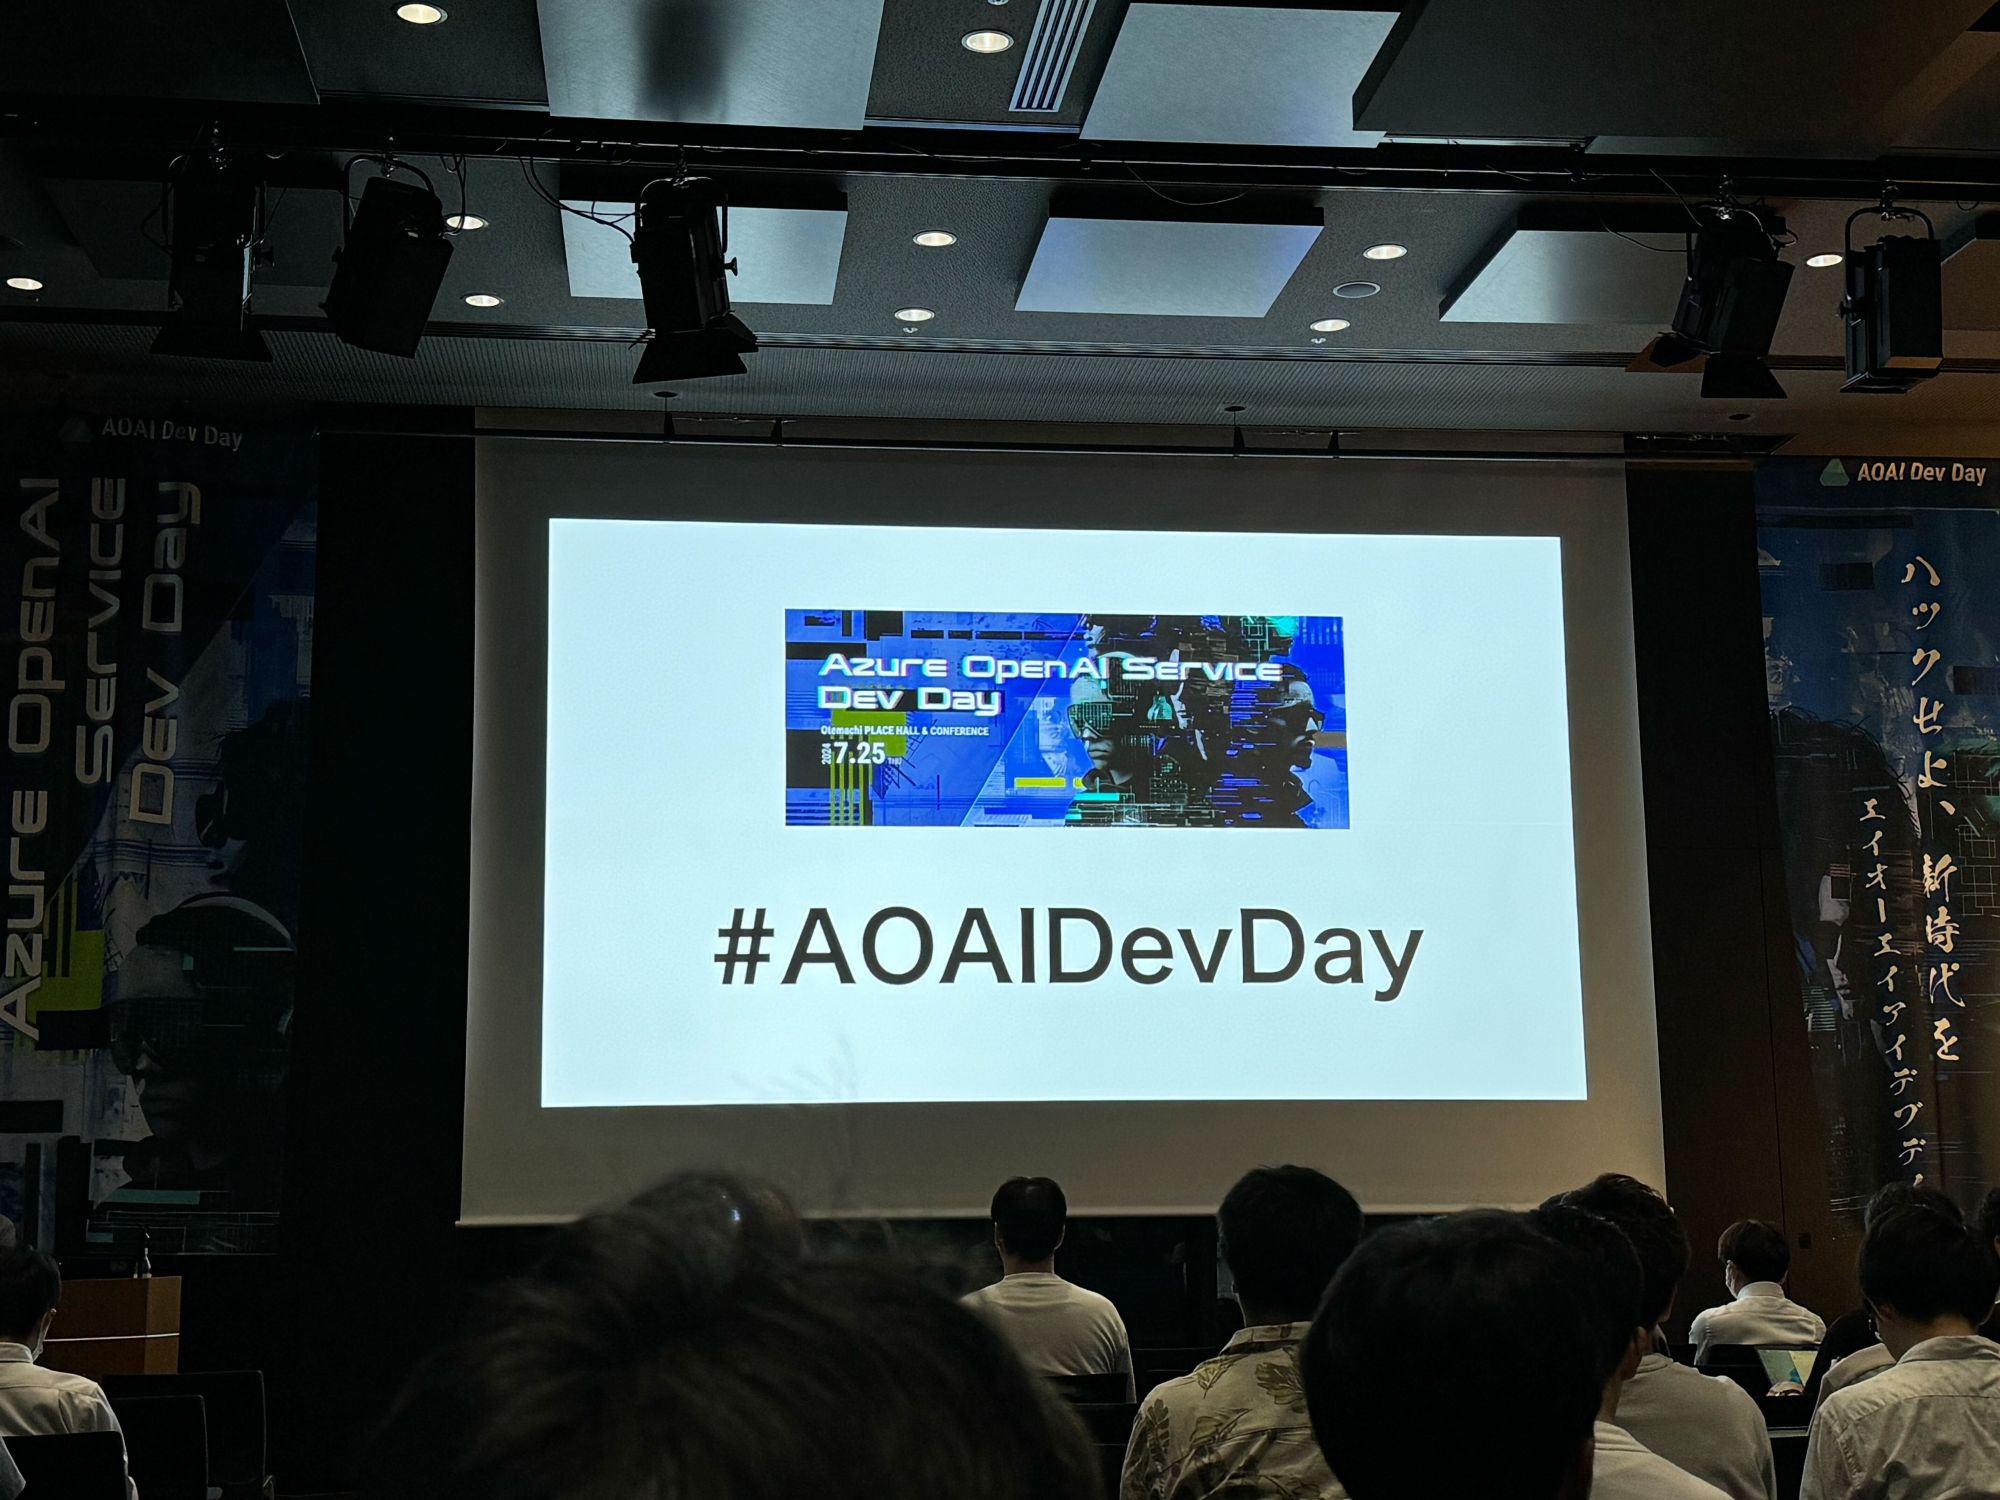 AOAI Dev Day
Azure OpenAI
Service
Dev Day
Azure OpenAI Service
Dev Day
Otemachi PLACE HALL & CONFERENCE
2024 7.25 THU
#AOAIDevDay
AOAI Dev Day
ハックせよ、新時代を
エイオーエイアイデブデイ